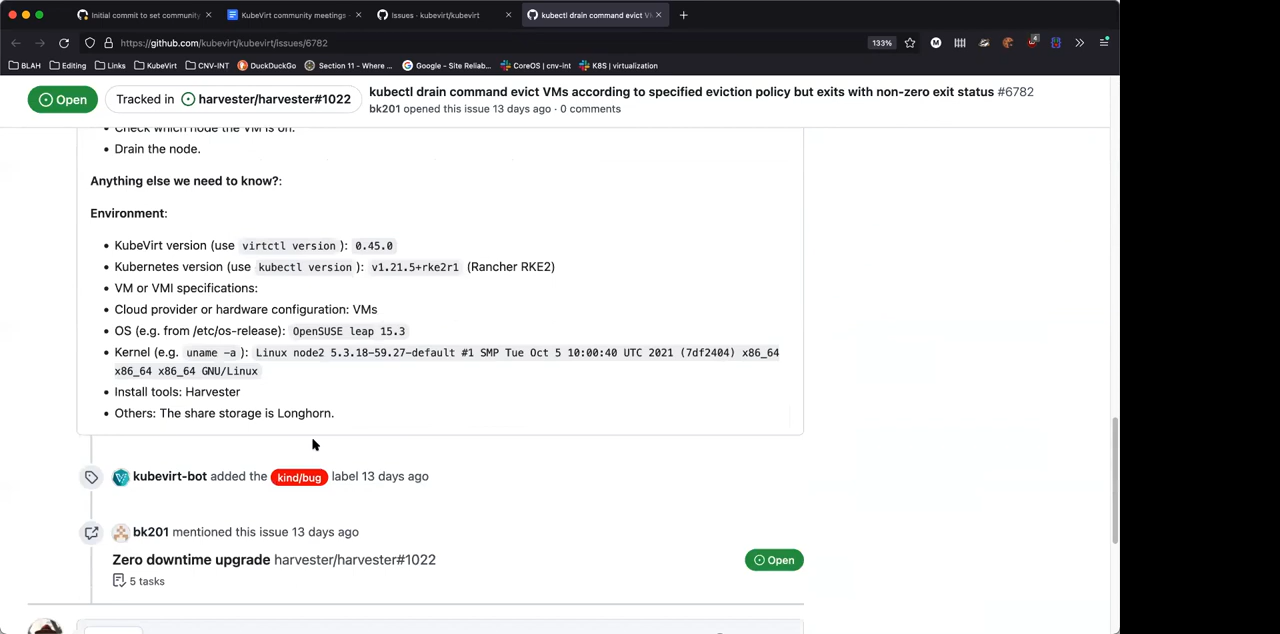 Initial commit to set community
KubeVirt community meetings -
Issues · kubevirt/kubevirt
kubectl drain command evict V
https://github.com/kubevirt/kubevirt/issues/6782
133%
4
BLAH
Editing
Links
KubeVirt
CNV-INT
DuckDuckGo
Section 11 – Where ...
Google - Site Reliab...
CoreOS | cnv-int
K8S | virtualization
Open
Tracked in harvester/harvester#1022
kubectl drain command evict VMs according to specified eviction policy but exits with non-zero exit status #6782
bk201 opened this issue 13 days ago · 0 comments
• Check which node the VM is on.
• Drain the node.
Anything else we need to know?:
Environment:
• KubeVirt version (use virtctl version ): 0.45.0
• Kubernetes version (use kubectl version ): v1.21.5+rke2r1 (Rancher RKE2)
• VM or VMI specifications:
• Cloud provider or hardware configuration: VMs
• OS (e.g. from /etc/os-release): OpenSUSE leap 15.3
• Kernel (e.g. uname -a ): Linux node2 5.3.18-59.27-default #1 SMP Tue Oct 5 10:00:40 UTC 2021 (7df2404) x86_64
x86_64 x86_64 GNU/Linux
• Install tools: Harvester
• Others: The share storage is Longhorn.
kubevirt-bot added the kind/bug label 13 days ago
bk201 mentioned this issue 13 days ago
Zero downtime upgrade harvester/harvester#1022
Open
5 tasks